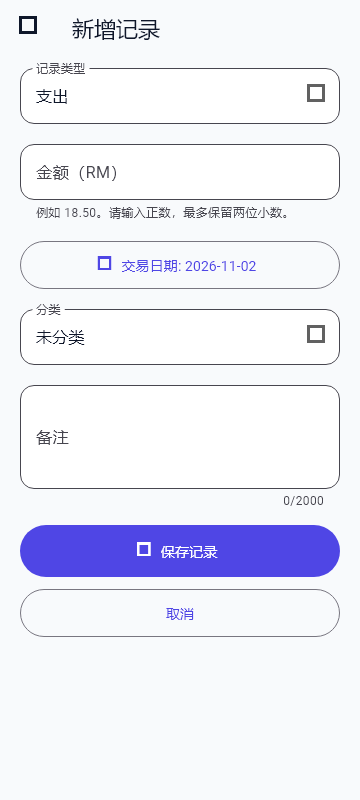 新增记录
记录类型
支出
金额（RM）
例如 18.50。请输入正数，最多保留两位小数。
交易日期: 2026-11-02
分类
未分类
备注
0/2000
保存记录
取消